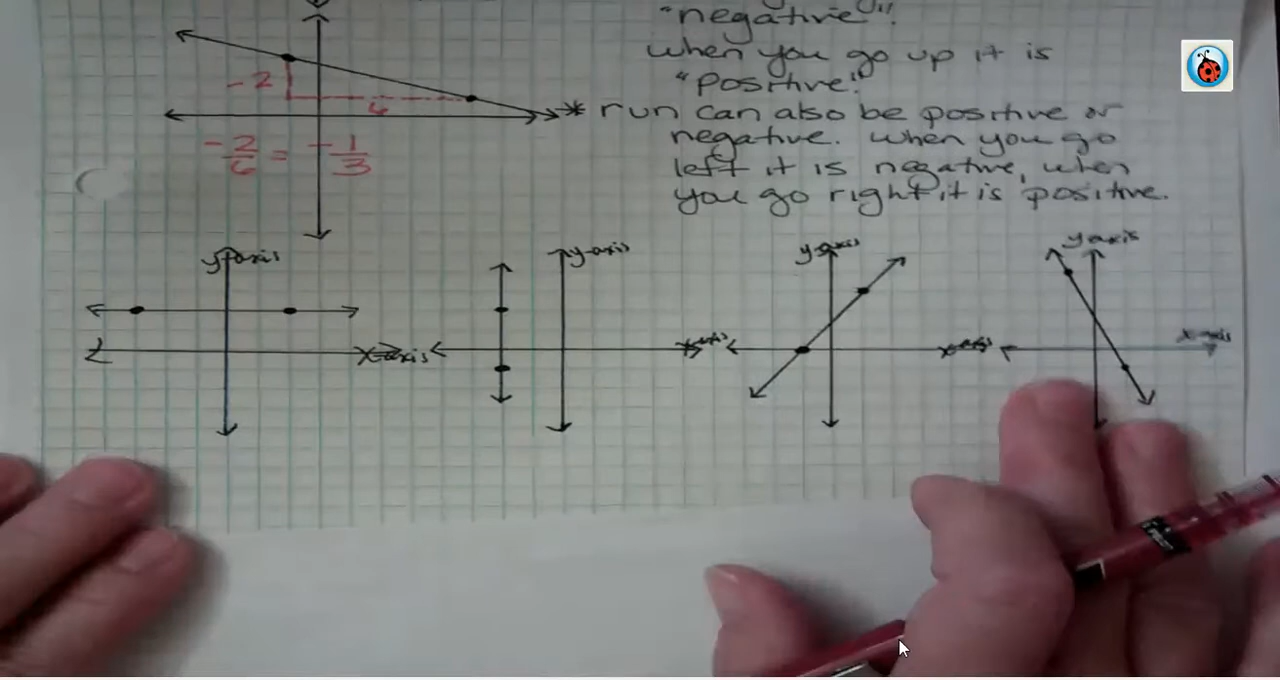 "negative"!
when you go up it is
"positive".
* run can also be positive or
negative. when you go
left it is negative, when
you go right it is positive.
-2
6
-2/6 = -1/3
y-axis
x-axis
y-axis
x-axis
y-axis
x-axis
y axis
x-axis